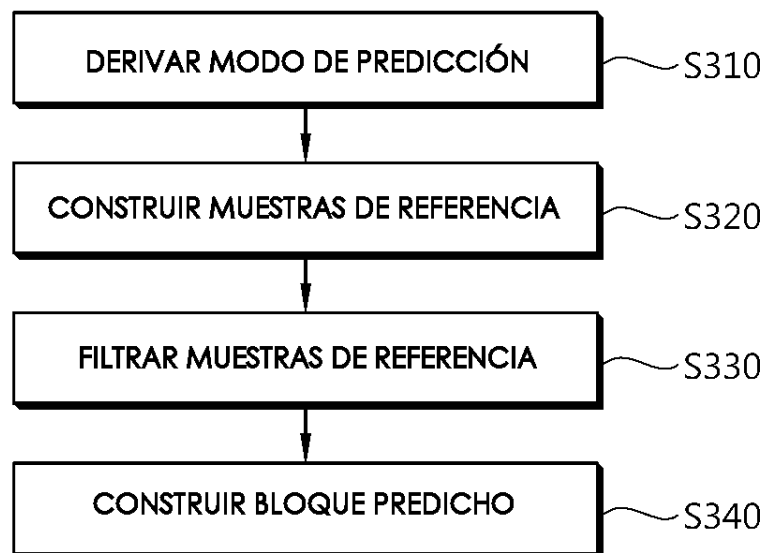 DERIVAR MODO DE PREDICCIÓN
S310
CONSTRUIR MUESTRAS DE REFERENCIA
S320
FILTRAR MUESTRAS DE REFERENCIA
S330
CONSTRUIR BLOQUE PREDICHO
S340